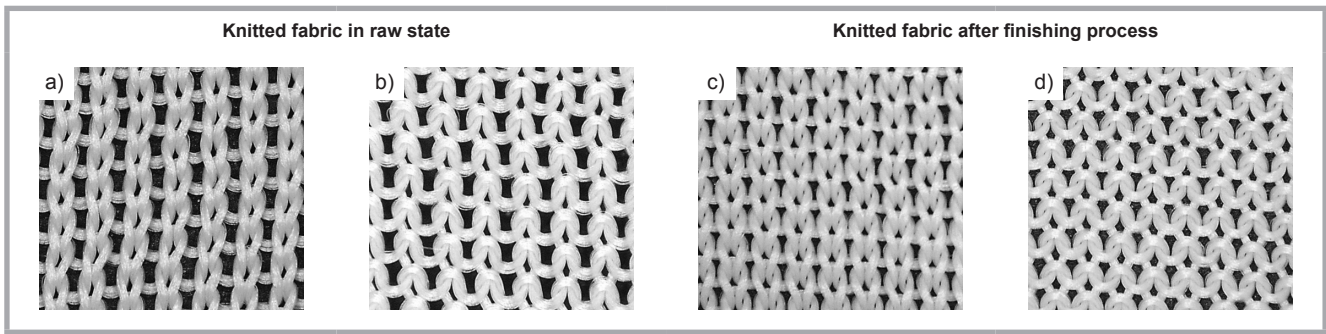 Knitted fabric in raw state
Knitted fabric after finishing process
a)
b)
c)
d)